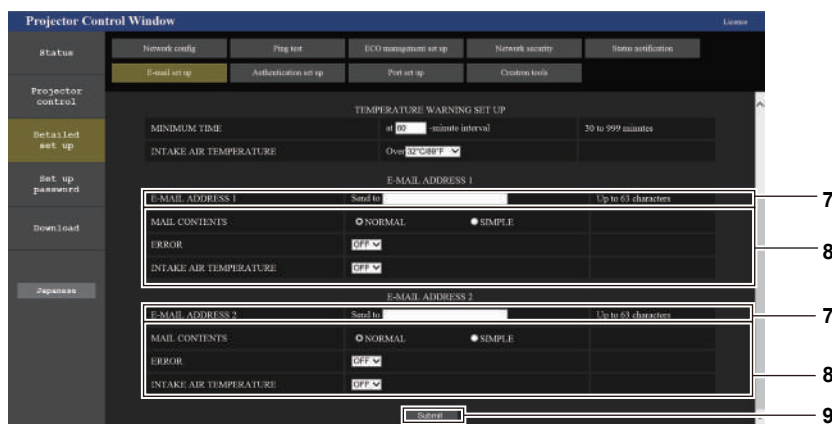 Projector Control Window
License
Status
Network config
Ping test
ECO management set up
Network security
Status notification
E-mail set up
Authentication set up
Port set up
Crestron tools
Projector control
Detailed set up
Set up password
Download
Japanese
TEMPERATURE WARNING SET UP
MINIMUM TIME at 60 -minute interval 30 to 999 minutes
INTAKE AIR TEMPERATURE Over 32°C/89°F
E-MAIL ADDRESS 1
E-MAIL ADDRESS 1 Send to Up to 63 characters 7
MAIL CONTENTS NORMAL SIMPLE
ERROR OFF 8
INTAKE AIR TEMPERATURE OFF
E-MAIL ADDRESS 2
E-MAIL ADDRESS 2 Send to Up to 63 characters 7
MAIL CONTENTS NORMAL SIMPLE
ERROR OFF
INTAKE AIR TEMPERATURE OFF 8
Submit 9